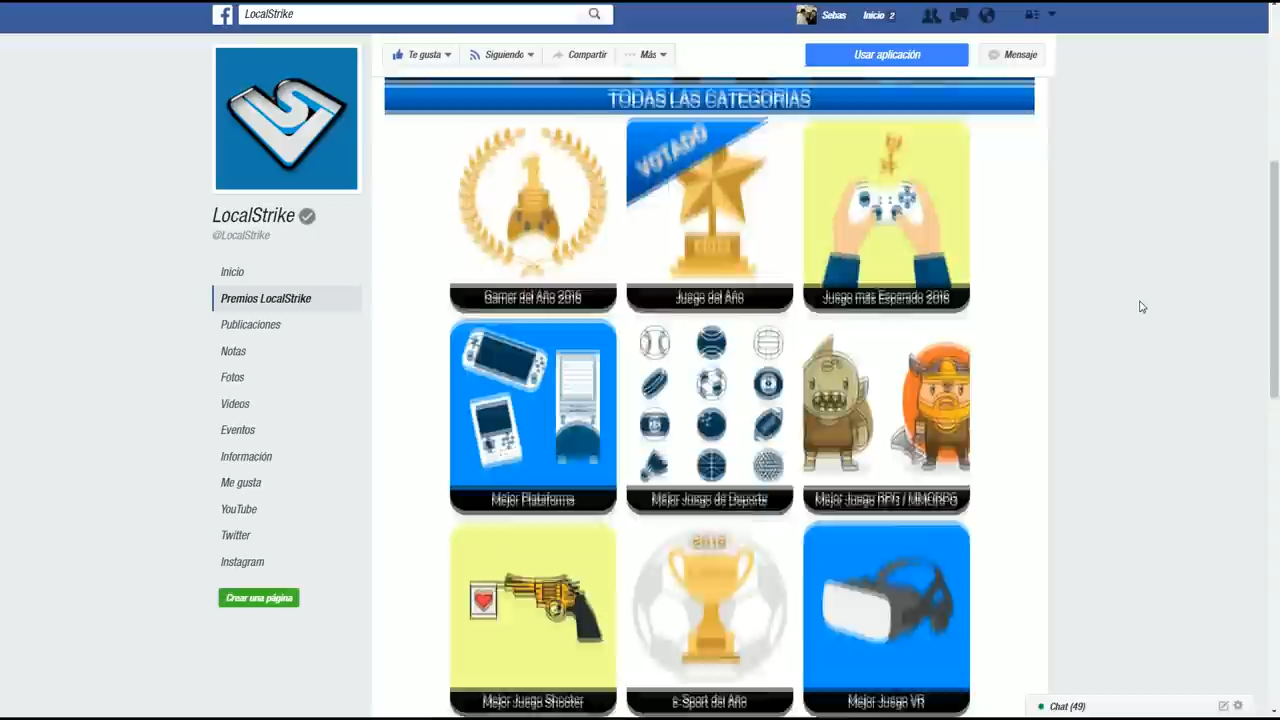 LocalStrike
Sebas
Inicio 2
Te gusta
Siguiendo
Compartir
Más
Usar aplicación
Mensaje
TODAS LAS CATEGORIAS
VOTADO
Gamer del Año 2016
Juego del Año
Juego mas Esperado 2016
LocalStrike
@LocalStrike
Inicio
Premios LocalStrike
Publicaciones
Notas
Fotos
Videos
Eventos
Información
Me gusta
YouTube
Twitter
Instagram
Crear una página
Mejor Plataforma
Mejor Juego de Deporte
Mejor Juego RPG / MMORPG
2016
Mejor Juego Shooter
e-Sport del Año
Mejor Juego VR
Chat (49)